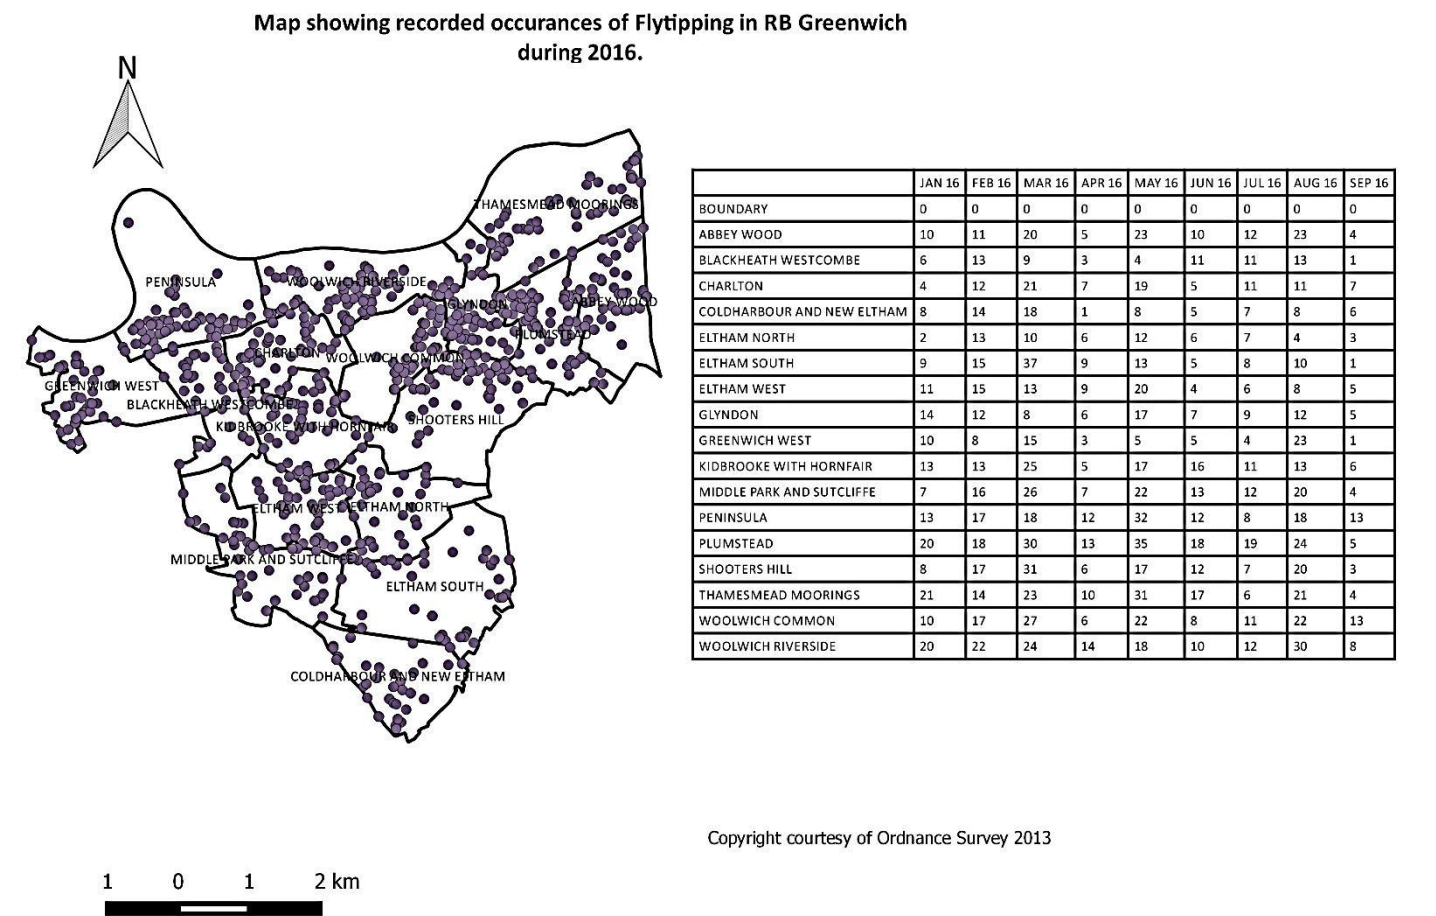 Map showing recorded occurances of Flytipping in RB Greenwich
during 2016.
N
THAMESMEAD MOORINGS
PENINSULA
WOOLWICH RIVERSIDE
GLYNDON
ABBEY WOOD
PLUMSTEAD
CHARLTON
WOOLWICH COMMON
GREENWICH WEST
BLACKHEATH WESTCOMBE
SHOOTERS HILL
KIDBROOKE WITH HORNFAIR
ELTHAM WEST
ELTHAM NORTH
MIDDLE PARK AND SUTCLIFFE
ELTHAM SOUTH
COLDHARBOUR AND NEW ELTHAM
JAN 16 FEB 16 MAR 16 APR 16 MAY 16 JUN 16 JUL 16 AUG 16 SEP 16
BOUNDARY 0 0 0 0 0 0 0 0 0
ABBEY WOOD 10 11 20 5 23 10 12 23 4
BLACKHEATH WESTCOMBE 6 13 9 3 4 11 11 13 1
CHARLTON 4 12 21 7 19 5 11 11 7
COLDHARBOUR AND NEW ELTHAM 8 14 18 1 8 5 7 8 6
ELTHAM NORTH 2 13 10 6 12 6 7 4 3
ELTHAM SOUTH 9 15 37 9 13 5 8 10 1
ELTHAM WEST 11 15 13 9 20 4 6 8 5
GLYNDON 14 12 8 6 17 7 9 12 5
GREENWICH WEST 10 8 15 3 5 5 4 23 1
KIDBROOKE WITH HORNFAIR 13 13 25 5 17 16 11 13 6
MIDDLE PARK AND SUTCLIFFE 7 16 26 7 22 13 12 20 4
PENINSULA 13 17 18 12 32 12 8 18 13
PLUMSTEAD 20 18 30 13 35 18 19 24 5
SHOOTERS HILL 8 17 31 6 17 12 7 20 3
THAMESMEAD MOORINGS 21 14 23 10 31 17 6 21 4
WOOLWICH COMMON 10 17 27 6 22 8 11 22 13
WOOLWICH RIVERSIDE 20 22 24 14 18 10 12 30 8
Copyright courtesy of Ordnance Survey 2013
1 0 1 2 km